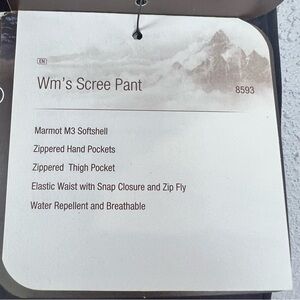 EN
Wm's Scree Pant
8593
Marmot M3 Softshell
Zippered Hand Pockets
Zippered Thigh Pocket
Elastic Waist with Snap Closure and Zip Fly
Water Repellent and Breathable